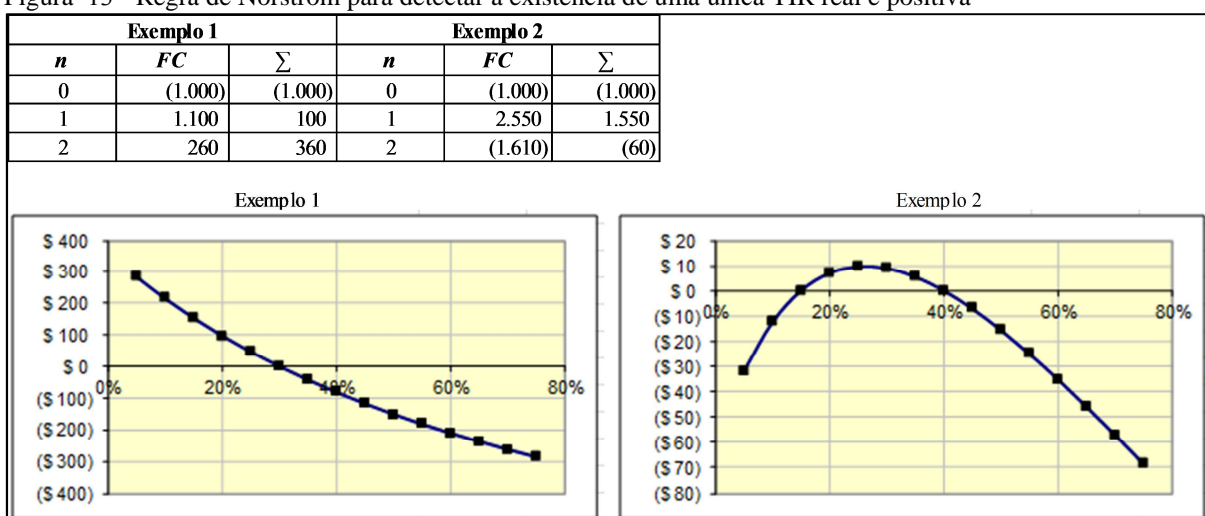 Figura 15 - Regra de Norstrom para detectar a existência de uma única TIR real e positiva
Exemplo 1 Exemplo 2
n FC ∑ n FC ∑
0 (1.000) (1.000) 0 (1.000) (1.000)
1 1.100 100 1 2.550 1.550
2 260 360 2 (1.610) (60)
Exemplo 1
$ 400
$ 300
$ 200
$ 100
$ 0
($ 100)
($ 200)
($ 300)
($ 400)
0% 20% 40% 60% 80%
Exemplo 2
$ 20
$ 10
$ 0
($ 10)
($ 20)
($ 30)
($ 40)
($ 50)
($ 60)
($ 70)
($ 80)
0% 20% 40% 60% 80%